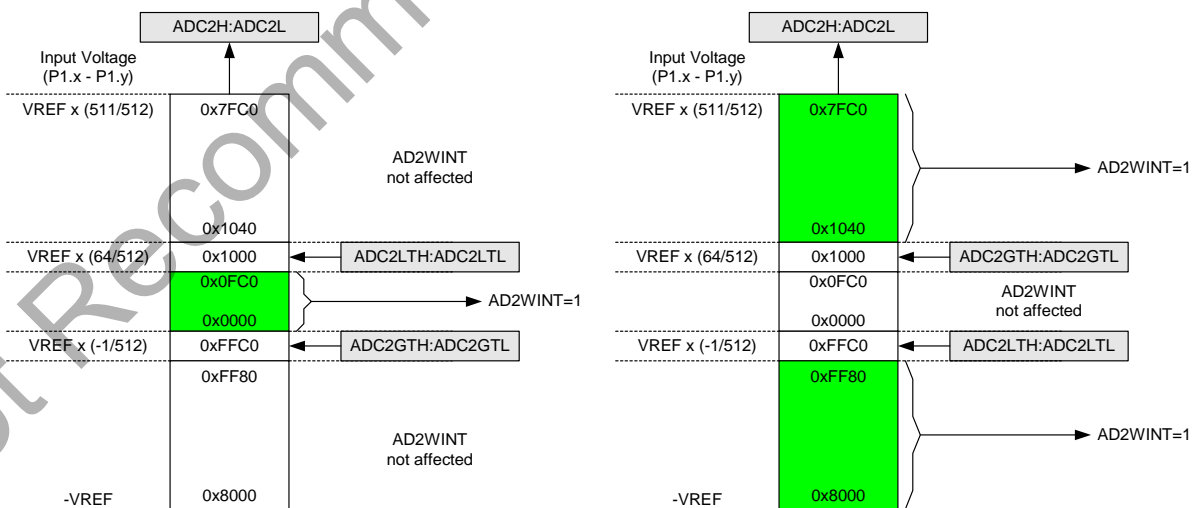 ADC2H:ADC2L
Input Voltage
(P1.x - P1.y)
VREF x (511/512)
0x7FC0
AD2WINT
not affected
0x1040
VREF x (64/512)
0x1000
ADC2LTH:ADC2LTL
0x0FC0
AD2WINT=1
0x0000
VREF x (-1/512)
0xFFC0
ADC2GTH:ADC2GTL
0xFF80
AD2WINT
not affected
-VREF
0x8000
ADC2H:ADC2L
Input Voltage
(P1.x - P1.y)
VREF x (511/512)
0x7FC0
AD2WINT=1
0x1040
VREF x (64/512)
0x1000
ADC2GTH:ADC2GTL
0x0FC0
AD2WINT
not affected
0x0000
VREF x (-1/512)
0xFFC0
ADC2LTH:ADC2LTL
0xFF80
AD2WINT=1
-VREF
0x8000